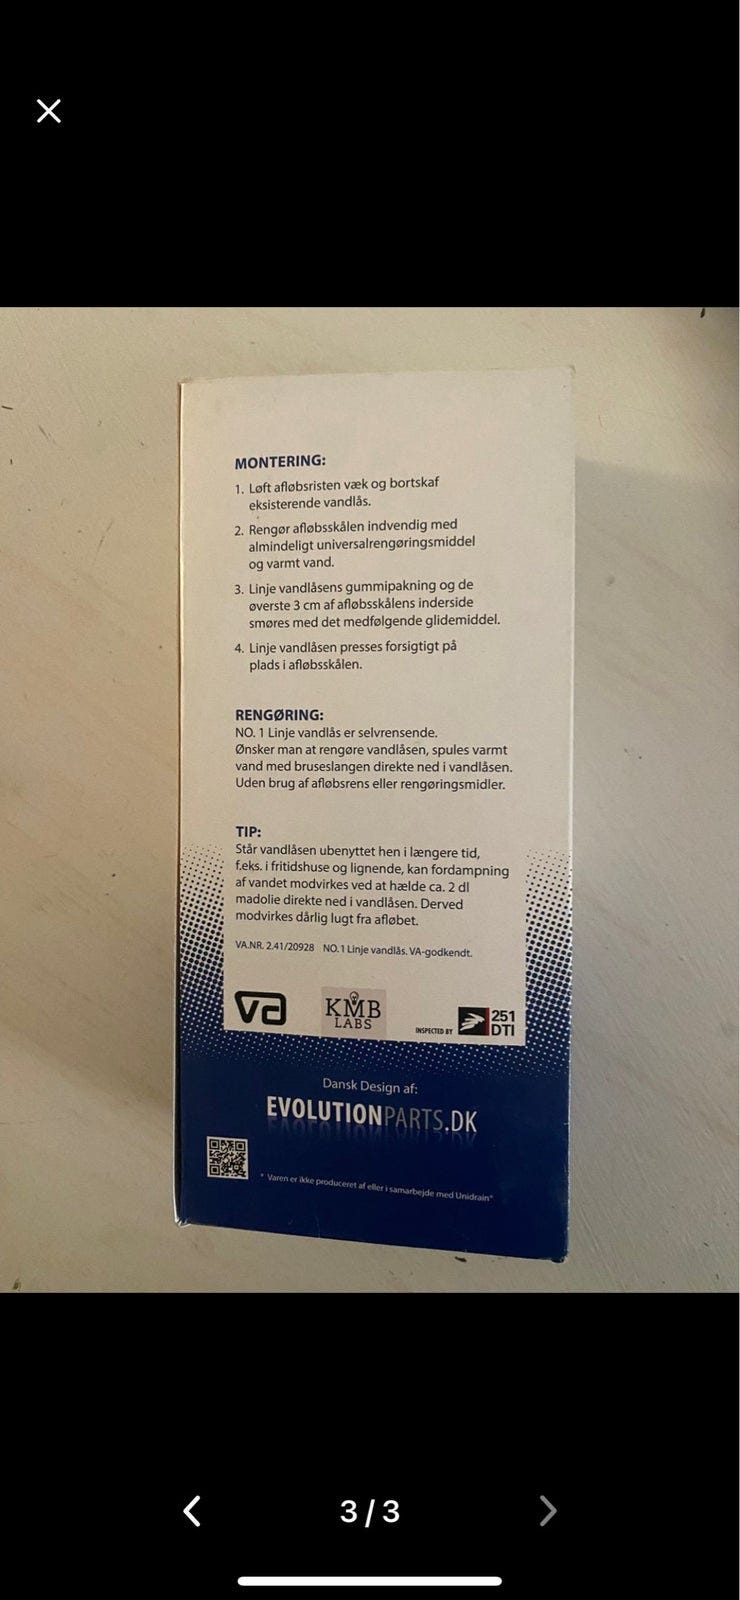 MONTERING:
1. Løft afløbsristen væk og bortskaf
eksisterende vandlås.
2. Rengør afløbsskålen indvendig med
almindeligt universalrengøringsmiddel
og varmt vand.
3. Linje vandlåsens gummipakning og de
øverste 3 cm af afløbsskålens inderside
smøres med det medfølgende glidemiddel.
4. Linje vandlåsen presses forsigtigt på
plads i afløbsskålen.
RENGØRING:
NO. 1 Linje vandlås er selvrensende.
Ønsker man at rengøre vandlåsen, spules varmt
vand med bruseslangen direkte ned i vandlåsen.
Uden brug af afløbsrens eller rengøringsmidler.
TIP:
Står vandlåsen ubenyttet hen i længere tid,
f.eks. i fritidshuse og lignende, kan fordampning
af vandet modvirkes ved at hælde ca. 2 dl
madolie direkte ned i vandlåsen. Derved
modvirkes dårlig lugt fra afløbet.
VA.NR. 2.41/20928 NO. 1 Linje vandlås. VA-godkendt.
va
KMB
LABS
INSPECTED BY
251
DTI
Dansk Design af:
EVOLUTIONPARTS.DK
* Varen er ikke produceret af eller i samarbejde med Unidrain®
3/3